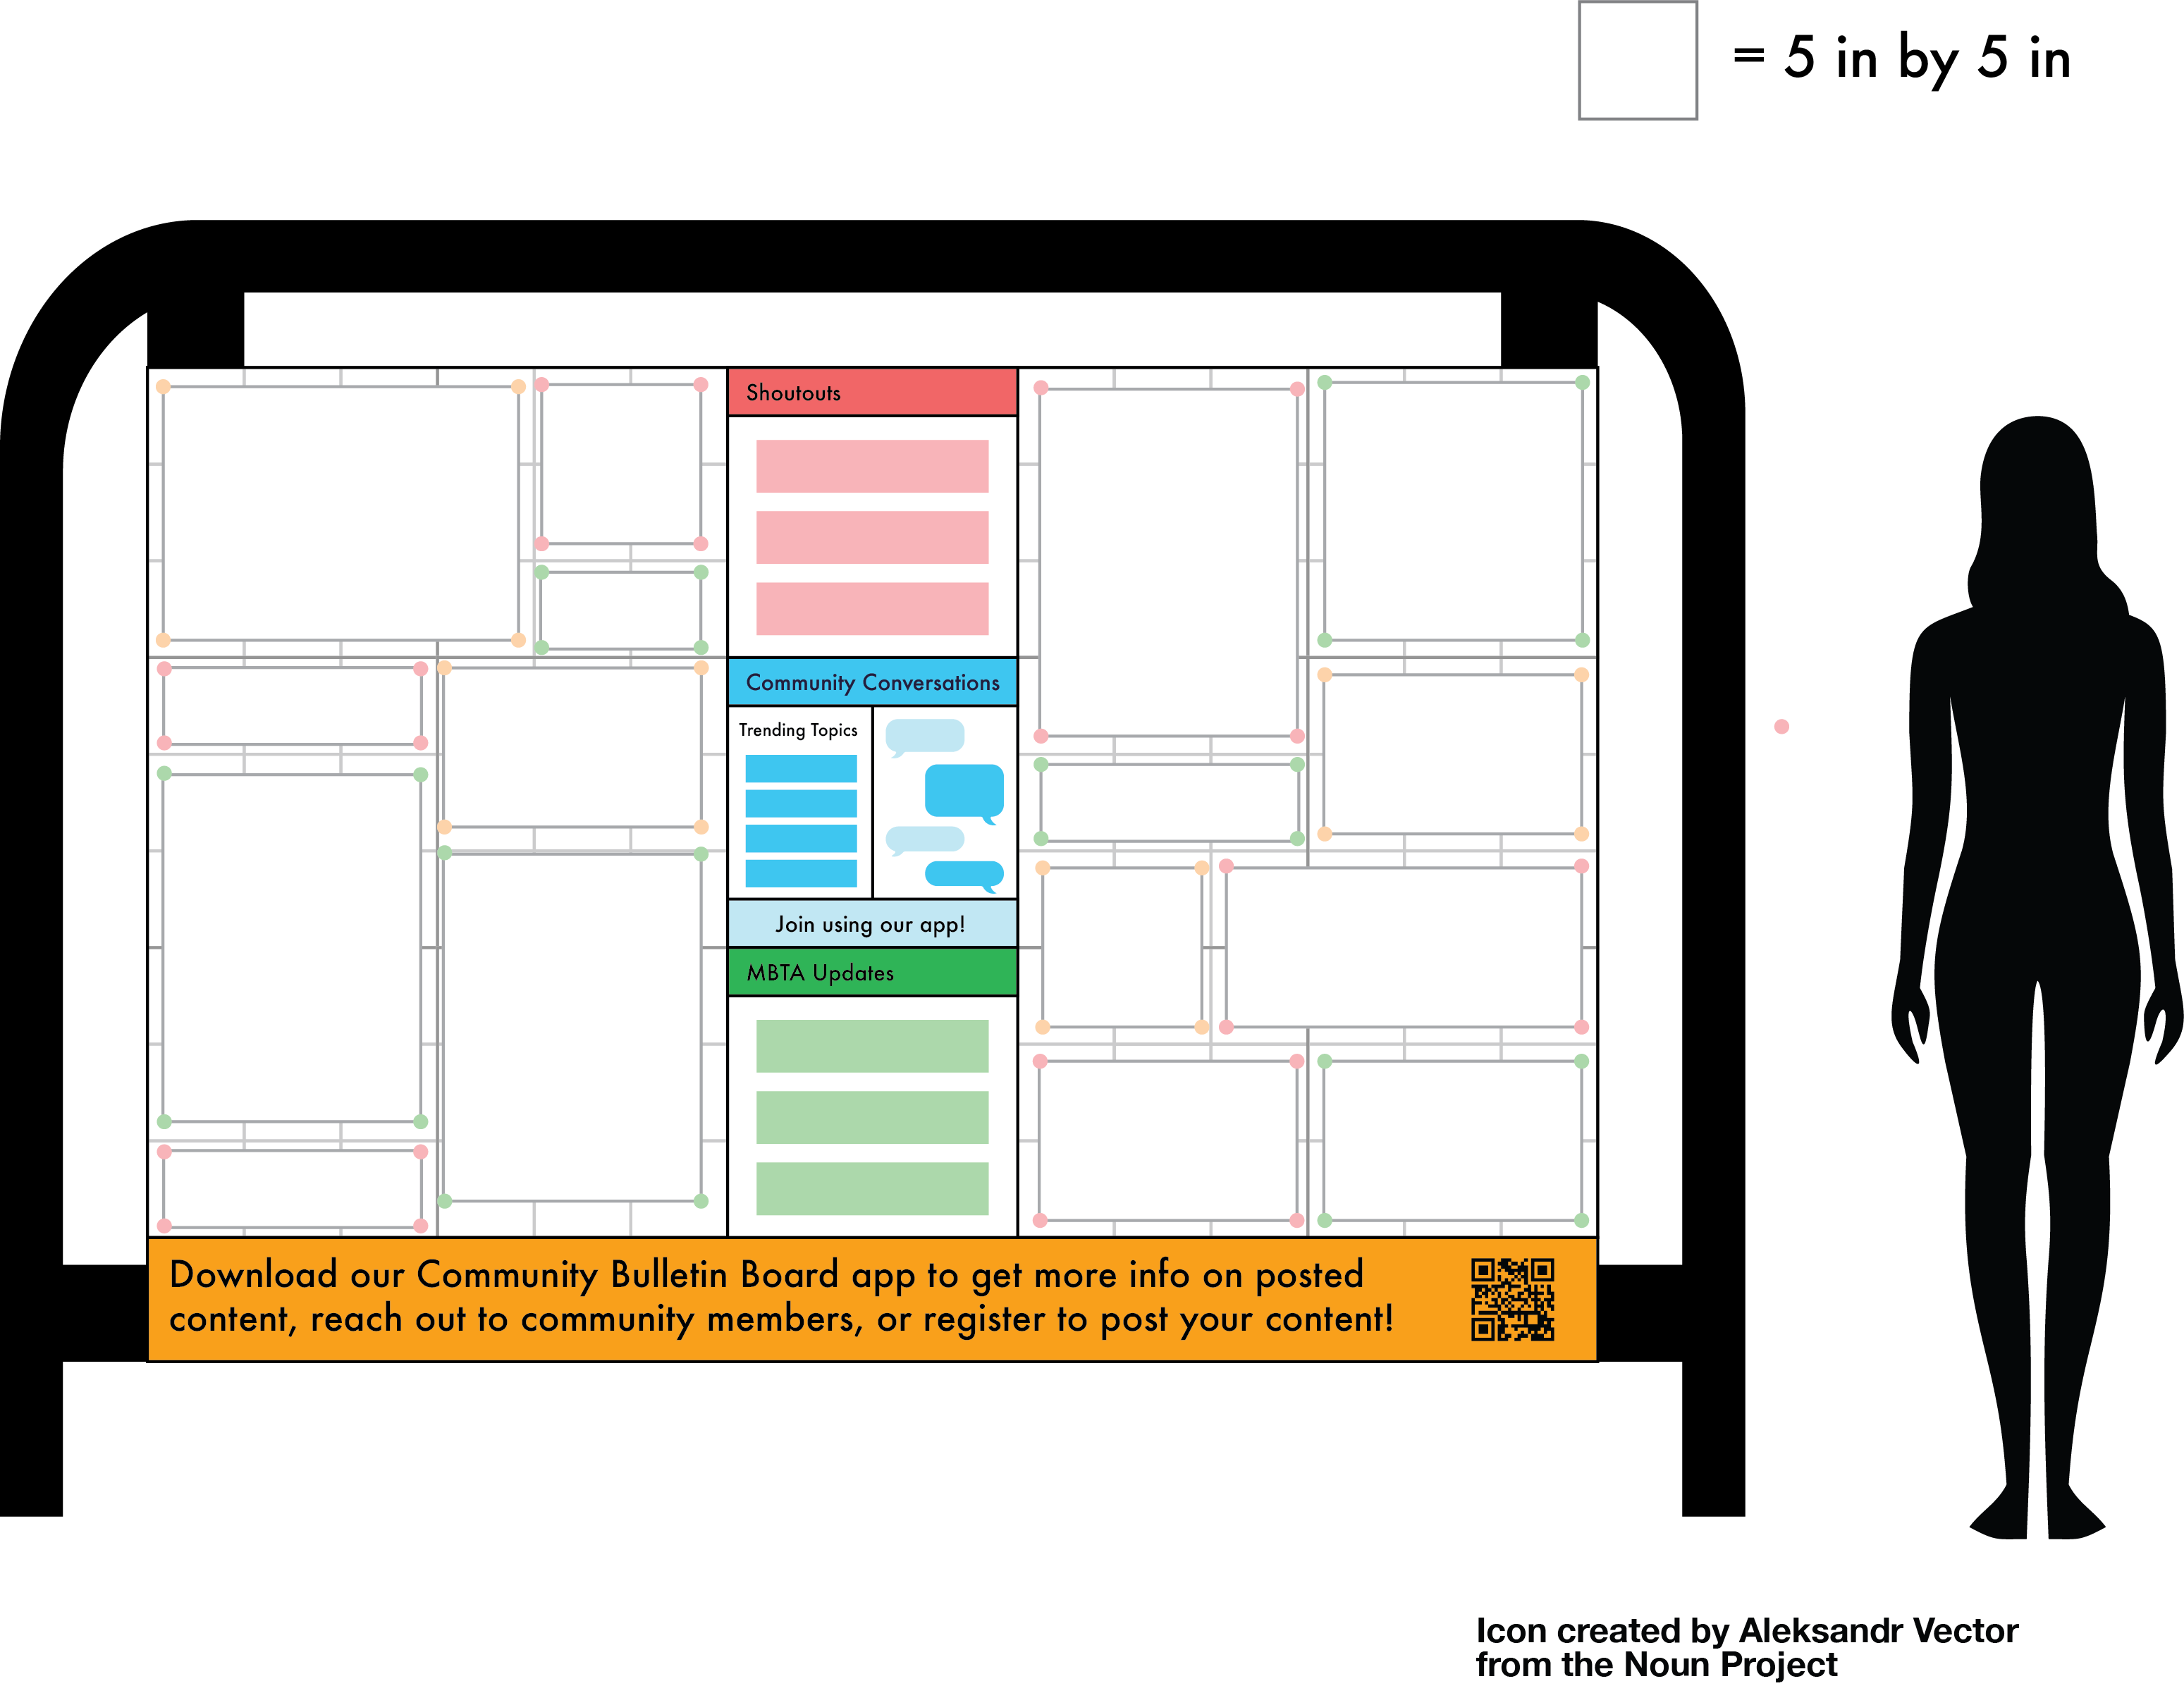 = 5 in by 5 in
Shoutouts
Community Conversations
Trending Topics
Join using our app!
MBTA Updates
Download our Community Bulletin Board app to get more info on posted
content, reach out to community members, or register to post your content!
Icon created by Aleksandr Vector
from the Noun Project